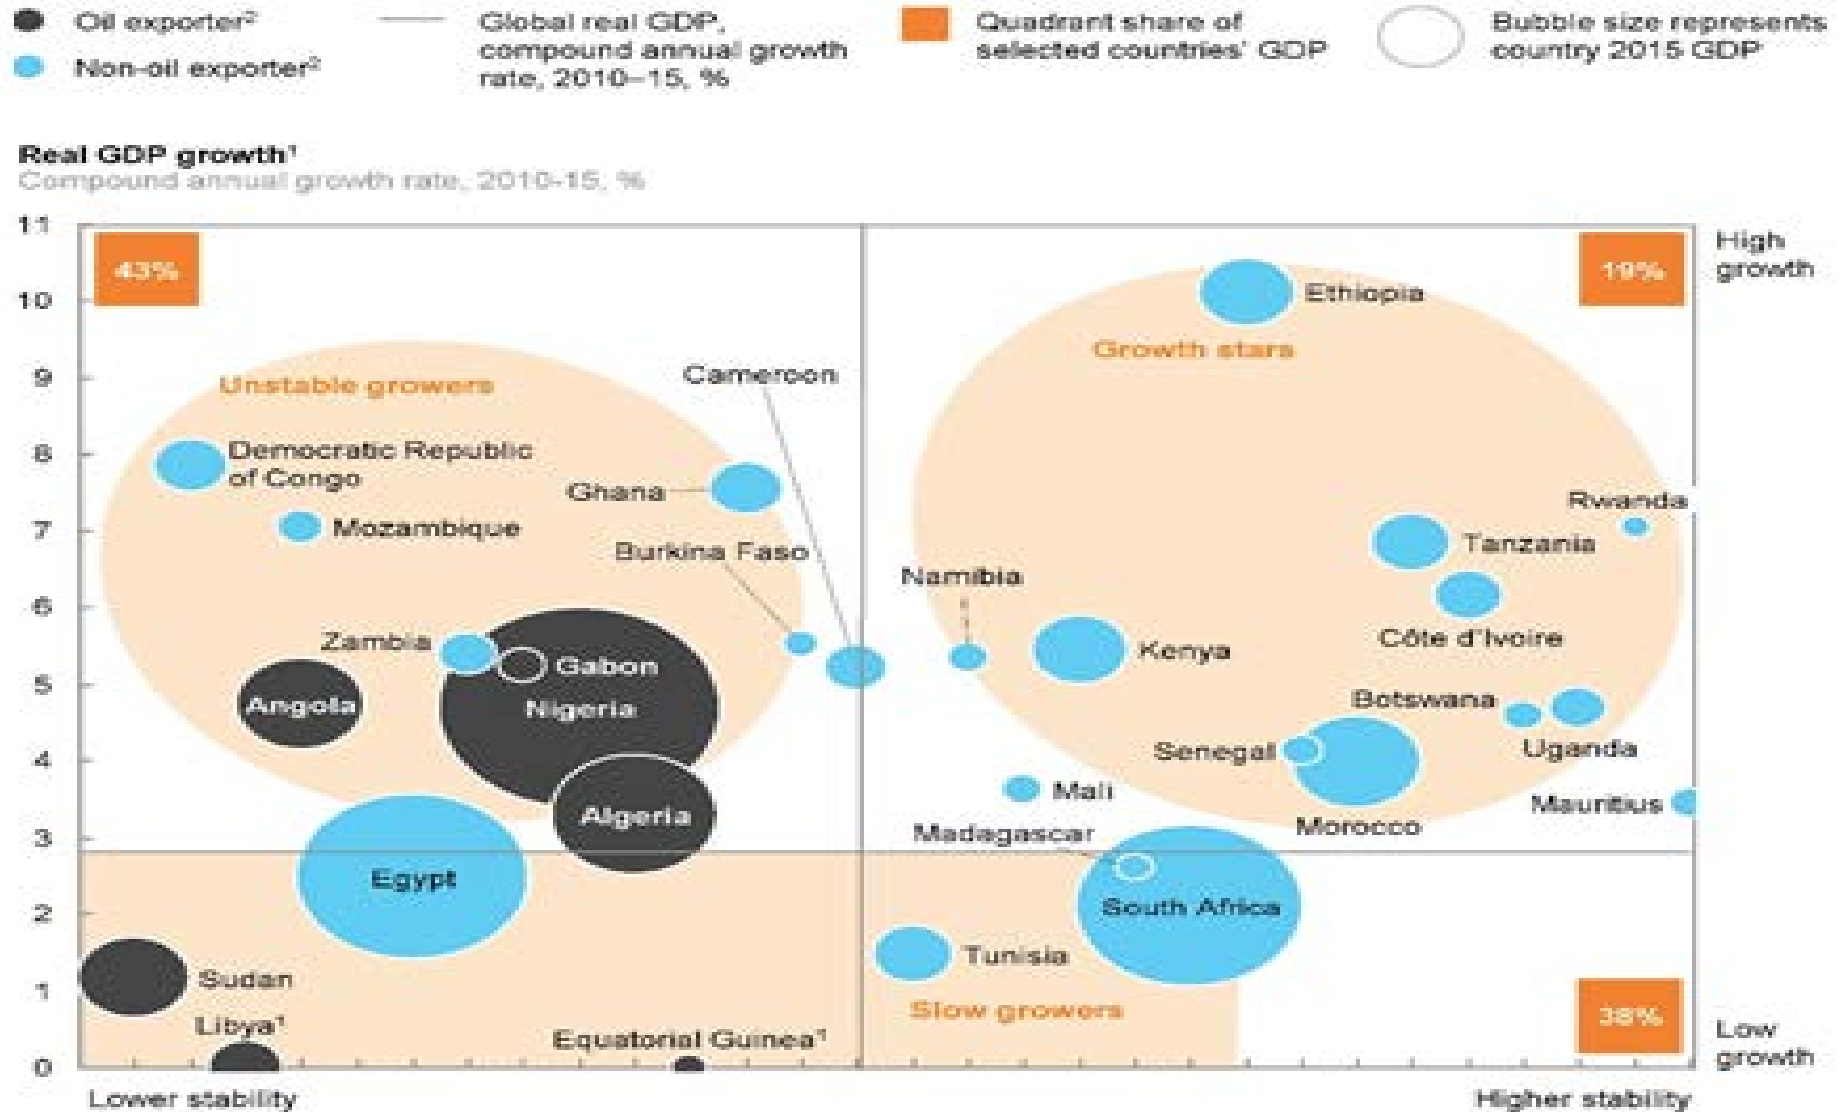 Oil exporter²
Non-oil exporter²
Global real GDP,
compound annual growth
rate, 2010–15, %
Quadrant share of
selected countries' GDP
Bubble size represents
country 2015 GDP
Real GDP growth¹
Compound annual growth rate, 2010-15, %
11
10
9
8
7
6
5
4
3
2
1
0
43%
19%
High
growth
Ethiopia
Growth stars
Cameroon
Unstable growers
Democratic Republic
of Congo
Ghana
Mozambique
Rwanda
Tanzania
Burkina Faso
Namibia
Côte d'Ivoire
Zambia
Gabon
Kenya
Angola
Nigeria
Botswana
Senegal
Uganda
Mali
Mauritius
Algeria
Morocco
Madagascar
Egypt
South Africa
Tunisia
Sudan
Slow growers
38%
Libya¹
Equatorial Guinea¹
Low
growth
Lower stability
Higher stability